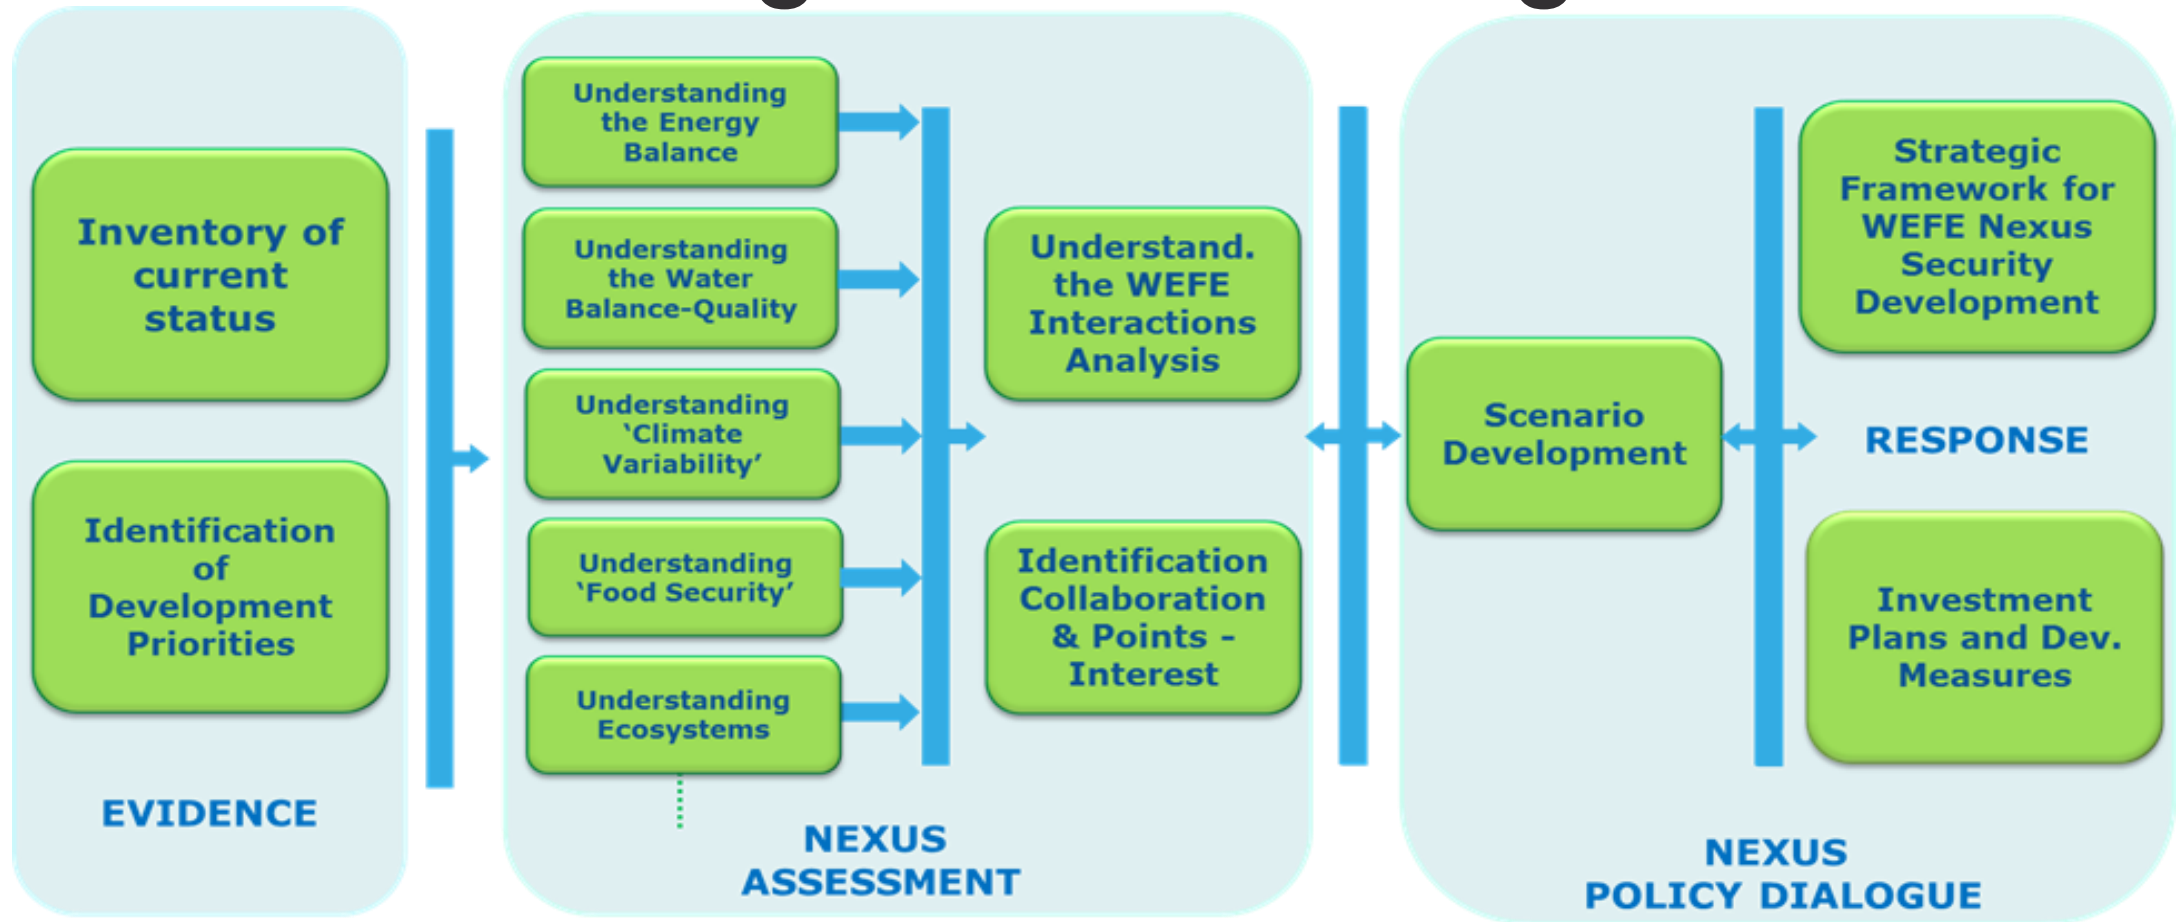 Inventory of
current
status
Identification
of
Development
Priorities
EVIDENCE
Understanding
the Energy
Balance
Understanding
the Water
Balance-Quality
Understanding
‘Climate
Variability’
Understanding
‘Food Security’
Understanding
Ecosystems
Understand.
the WEFE
Interactions
Analysis
Identification
Collaboration
& Points -
Interest
NEXUS
ASSESSMENT
Scenario
Development
Strategic
Framework for
WEFE Nexus
Security
Development
RESPONSE
Investment
Plans and Dev.
Measures
NEXUS
POLICY DIALOGUE